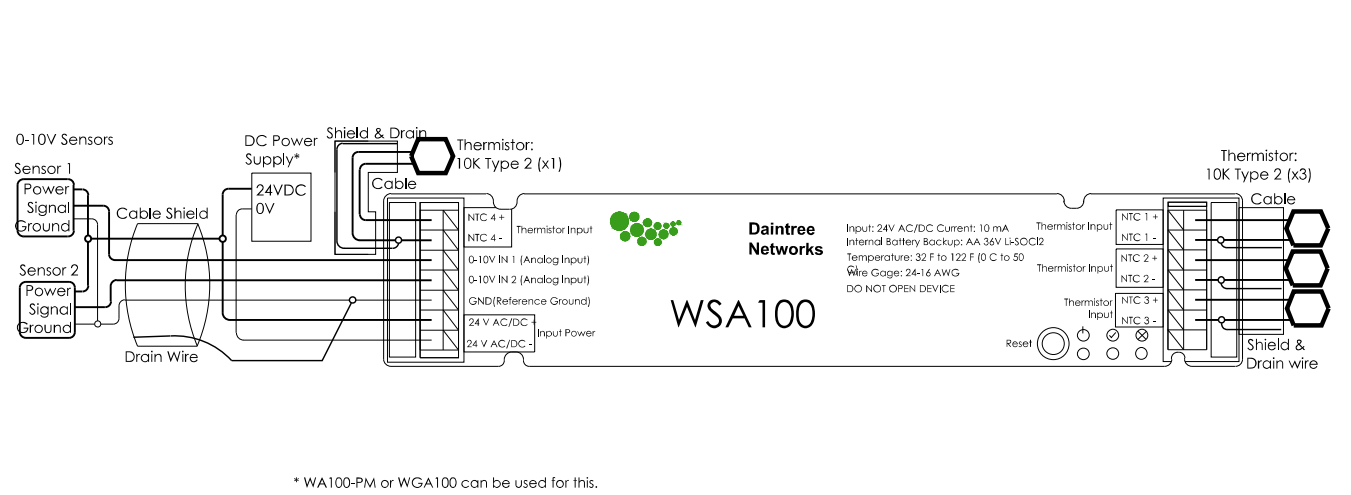 0-10V Sensors
Sensor 1
Power
Signal
Ground
Sensor 2
Power
Signal
Ground
Cable Shield
Drain Wire
DC Power
Supply*
24VDC
0V
Shield & Drain
Cable
Thermistor:
10K Type 2 (x1)
NTC 4 +
NTC 4 -
Thermistor Input
0-10V IN 1 (Analog Input)
0-10V IN 2 (Analog Input)
GND(Reference Ground)
24 V AC/DC +
24 V AC/DC -
Input Power
Daintree
Networks
WSA100
Input: 24V AC/DC Current: 10 mA
Internal Battery Backup: AA 36V Li-SOCl2
Temperature: 32 F to 122 F (0 C to 50
C)
Wire Gage: 24-16 AWG
DO NOT OPEN DEVICE
Reset
Thermistor Input
NTC 1 +
NTC 1 -
Thermistor Input
NTC 2 +
NTC 2 -
Thermistor
Input
NTC 3 +
NTC 3 -
Thermistor:
10K Type 2 (x3)
Cable
Shield &
Drain wire
* WA100-PM or WGA100 can be used for this.